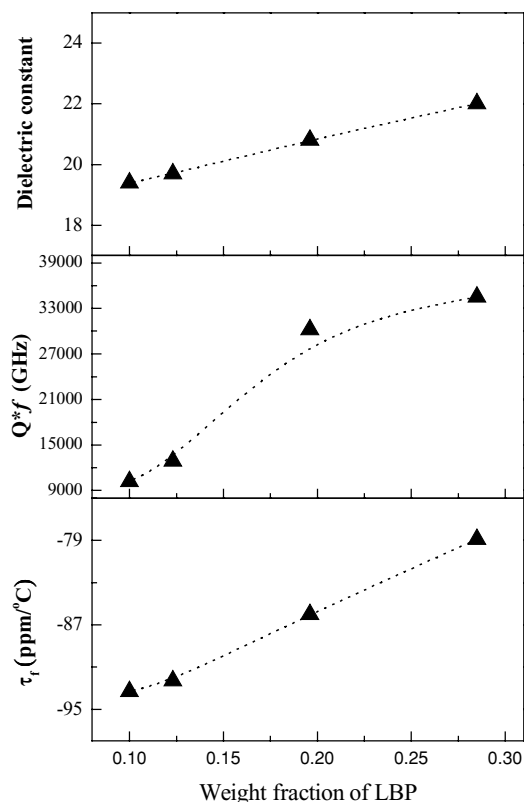 Dielectric constant
24
22
20
18
Q*f (GHz)
39000
33000
27000
21000
15000
9000
τf (ppm/°C)
-79
-87
-95
0.10 0.15 0.20 0.25 0.30
Weight fraction of LBP